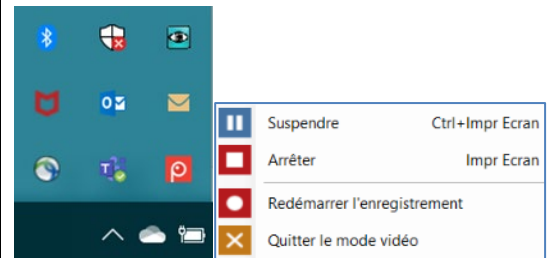 Suspendre Ctrl+Impr Ecran
Arrêter Impr Ecran
Redémarrer l'enregistrement
Quitter le mode vidéo